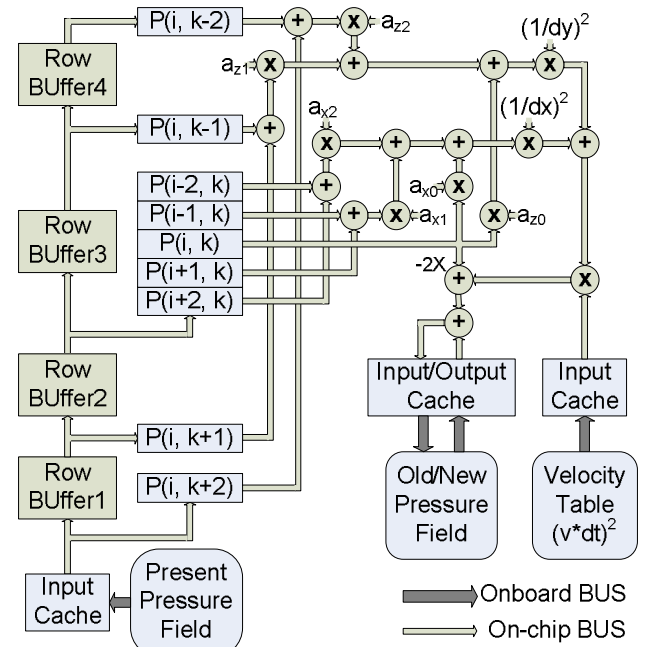 P(i, k-2)
+
x
a_z2
(1/dy)²
Row
BUffer4
a_z1
x
+
+
x
a_x2
(1/dx)²
P(i, k-1)
+
x
+
+
x
+
P(i-2, k)
+
a_x0
x
P(i-1, k)
+
x
a_x1
x
a_z0
Row
BUffer3
P(i, k)
P(i+1, k)
-2X
+
x
P(i+2, k)
+
Row
BUffer2
Input/Output
Cache
Input
Cache
P(i, k+1)
Row
BUffer1
P(i, k+2)
Old/New
Pressure
Field
Velocity
Table
(v*dt)²
Input
Cache
Present
Pressure
Field
Onboard BUS
On-chip BUS